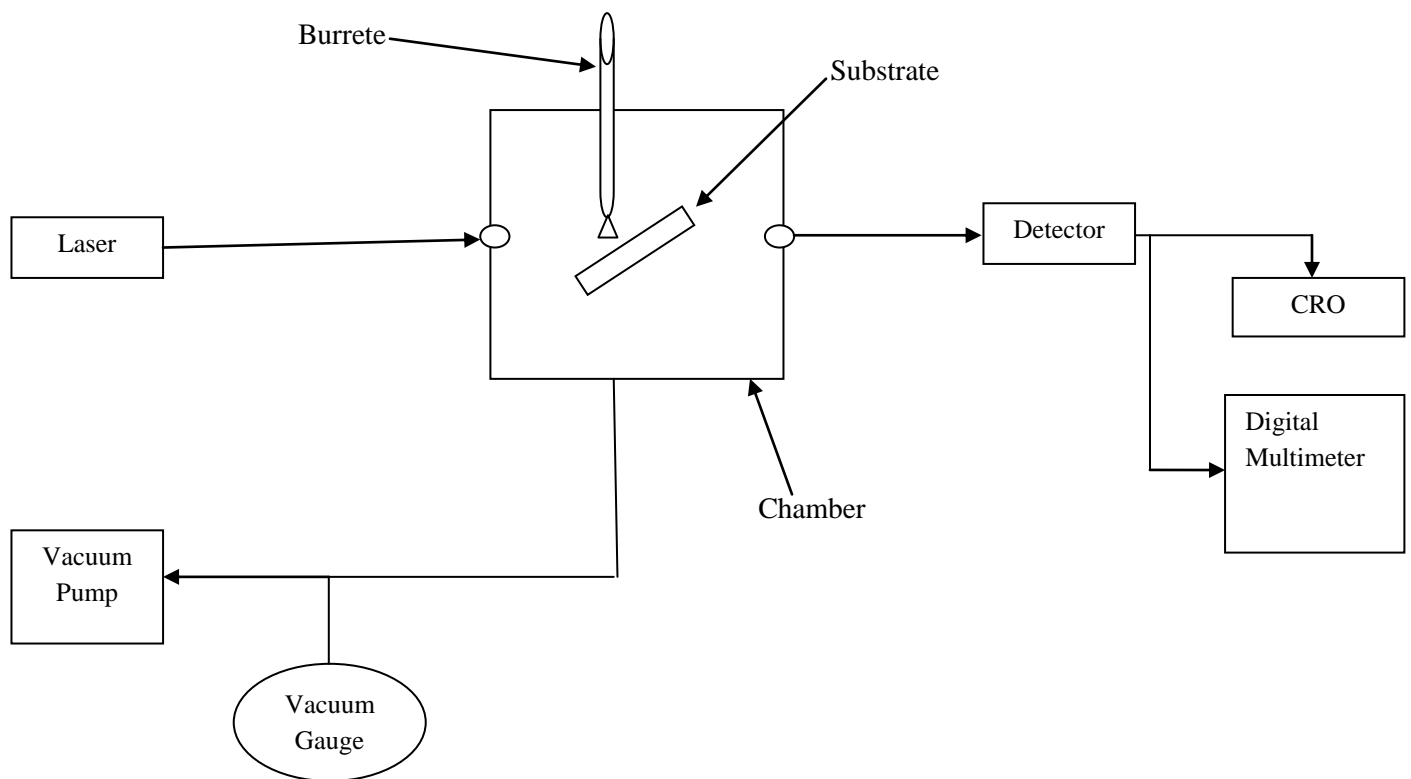 Burrete
Substrate
Laser
Detector
CRO
Digital
Multimeter
Chamber
Vacuum
Pump
Vacuum
Gauge